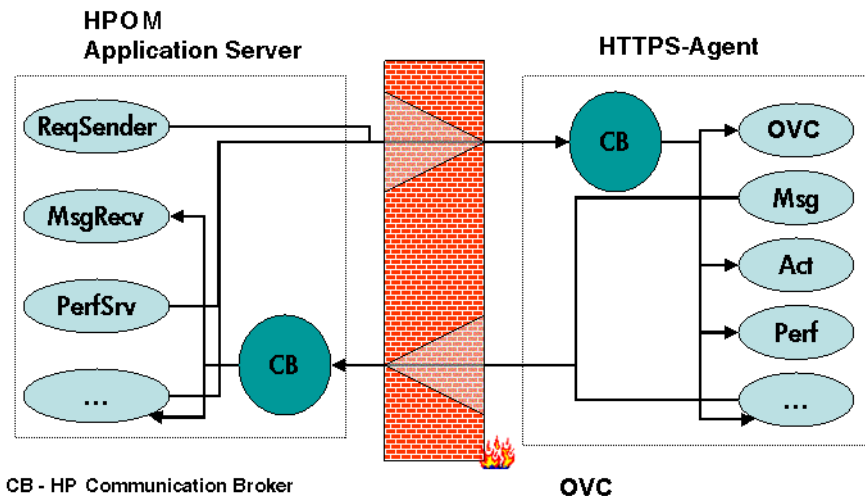 HPOM
Application Server
HTTPS-Agent
ReqSender
MsgRecv
PerfSrv
...
CB
CB
OVC
Msg
Act
Perf
...
CB - HP Communication Broker
OVC